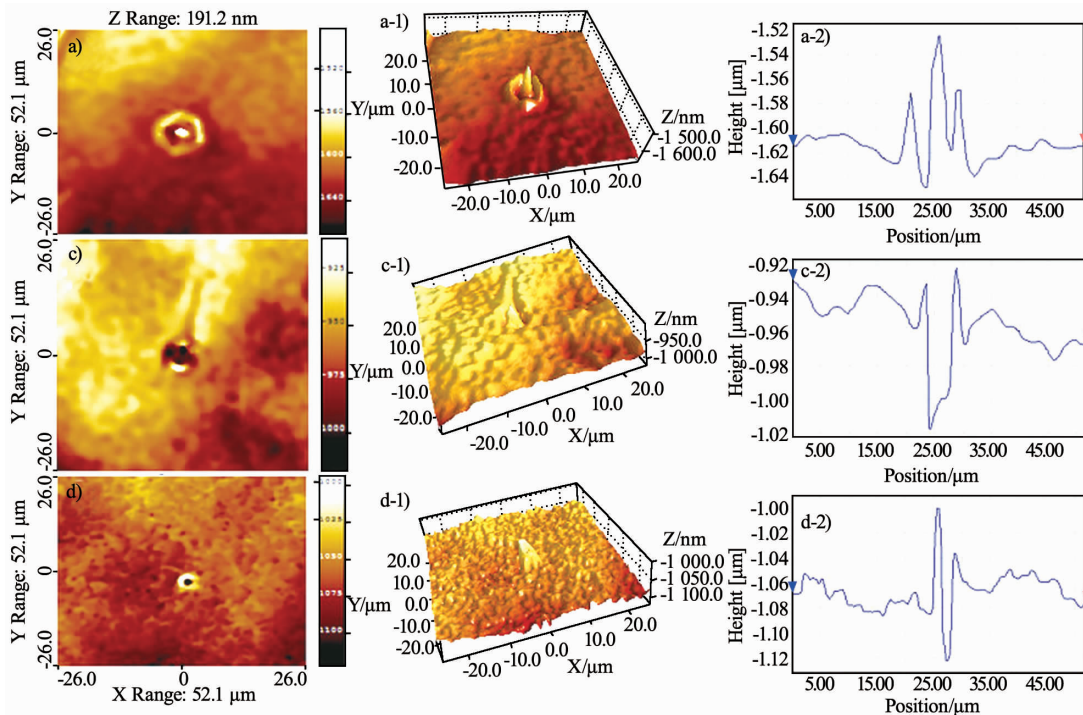 Z Range: 191.2 nm
a)
26.0
0
-26.0
Y Range: 52.1 μm
1520
1560
1600
1640
a-1)
20.0
10.0
0.0
-10.0
-20.0
Y/μm
-20.0
-10.0
0.0
10.0
20.0
X/μm
Z/nm
-1 500.0
-1 600.0
a-2)
Height [μm]
-1.52
-1.54
-1.56
-1.58
-1.60
-1.62
-1.64
5.00 15.00 25.00 35.00 45.00
Position/μm
c)
26.0
0
-26.0
Y Range: 52.1 μm
-925
-950
-975
1000
c-1)
20.0
10.0
0.0
-10.0
-20.0
Y/μm
-20.0
-10.0
0.0
10.0
20.0
X/μm
Z/nm
-950.0
-1 000.0
c-2)
Height [μm]
-0.92
-0.94
-0.96
-0.98
-1.00
-1.02
5.00 15.00 25.00 35.00 45.00
Position/μm
d)
26.0
0
-26.0
Y Range: 52.1 μm
-26.0 0 26.0
X Range: 52.1 μm
1000
1025
1050
1075
1100
d-1)
20.0
10.0
0.0
-10.0
-20.0
Y/μm
-20.0
-10.0
0.0
10.0
20.0
X/μm
Z/nm
-1 000.0
-1 050.0
-1 100.0
d-2)
Height [μm]
-1.00
-1.04
-1.06
-1.08
-1.10
-1.12
5.00 15.00 25.00 35.00 45.00
Position/μm